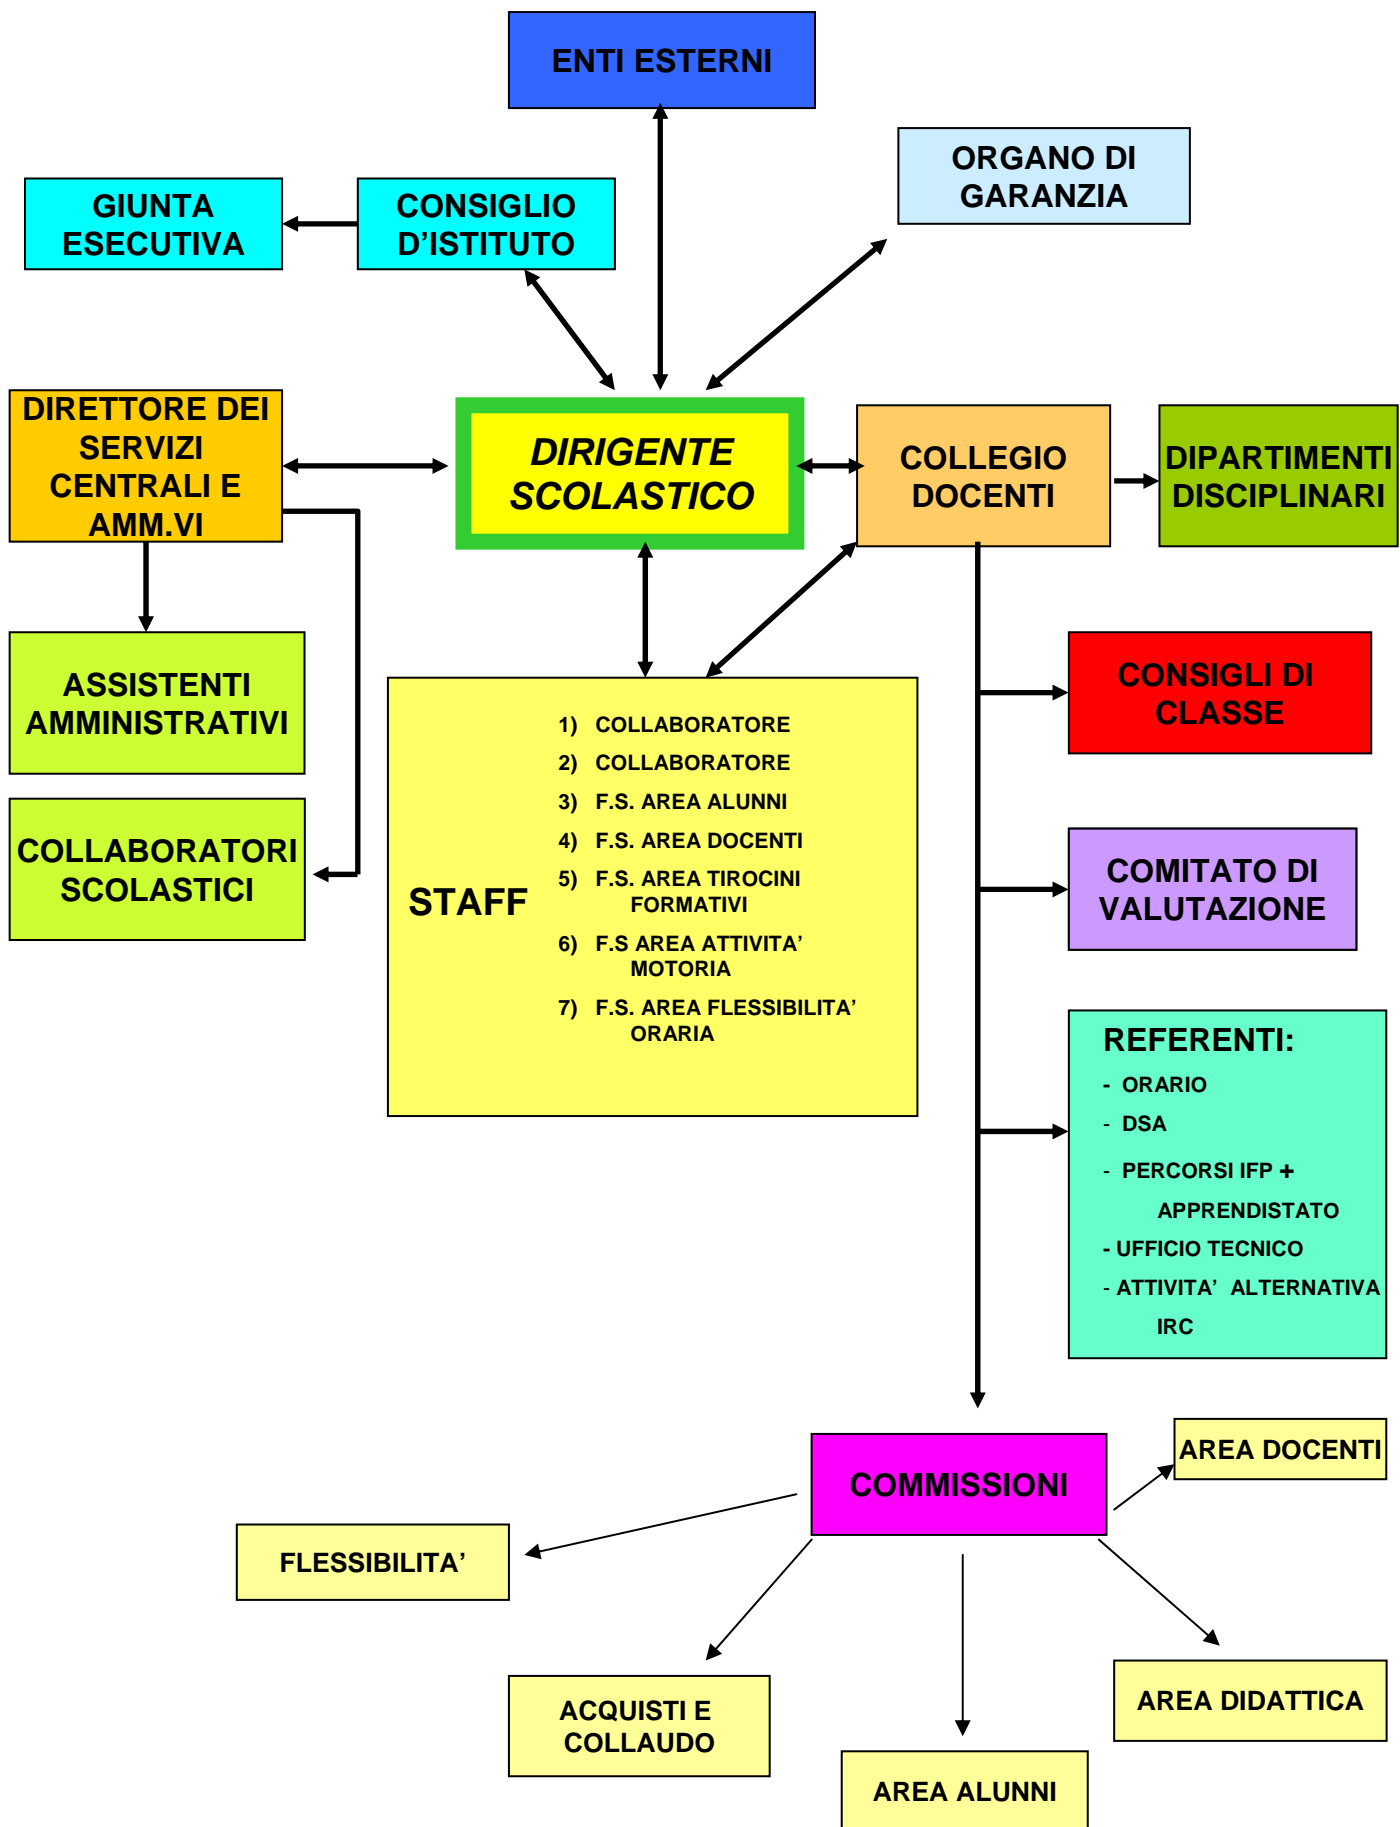 ENTI ESTERNI
ORGANO DI
GARANZIA
GIUNTA
ESECUTIVA
CONSIGLIO
D’ISTITUTO
DIRETTORE DEI
SERVIZI
CENTRALI E
AMM.VI
DIRIGENTE
SCOLASTICO
COLLEGIO
DOCENTI
DIPARTIMENTI
DISCIPLINARI
ASSISTENTI
AMMINISTRATIVI
COLLABORATORI
SCOLASTICI
STAFF
1) COLLABORATORE
2) COLLABORATORE
3) F.S. AREA ALUNNI
4) F.S. AREA DOCENTI
5) F.S. AREA TIROCINI
FORMATIVI
6) F.S AREA ATTIVITA’
MOTORIA
7) F.S. AREA FLESSIBILITA’
ORARIA
CONSIGLI DI
CLASSE
COMITATO DI
VALUTAZIONE
REFERENTI:
- ORARIO
- DSA
- PERCORSI IFP +
APPRENDISTATO
- UFFICIO TECNICO
- ATTIVITA’ ALTERNATIVA
IRC
COMMISSIONI
AREA DOCENTI
FLESSIBILITA’
ACQUISTI E
COLLAUDO
AREA ALUNNI
AREA DIDATTICA